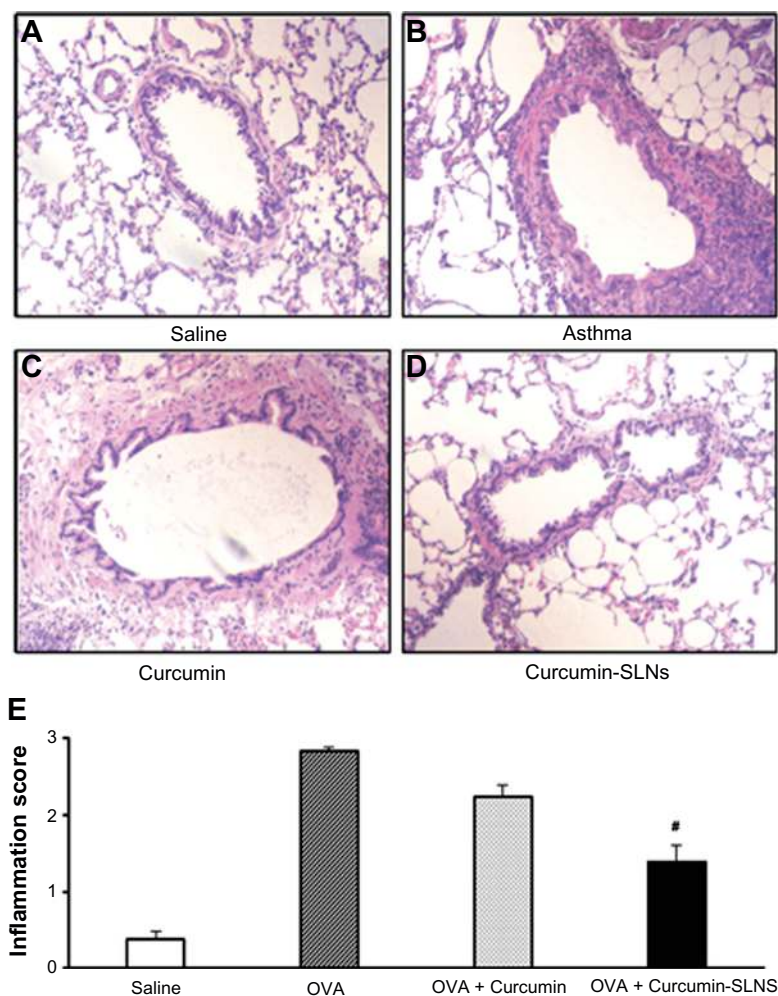 A
B
Saline
Asthma
C
D
Curcumin
Curcumin-SLNs
E
Inflammation score
3
2
1
0
#
Saline
OVA
OVA + Curcumin
OVA + Curcumin-SLNS